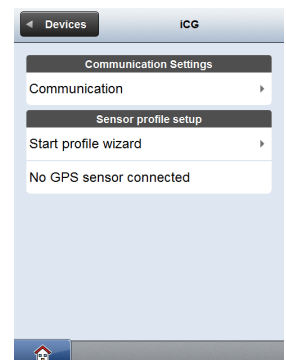 Devices
iCG
Communication Settings
Communication
Sensor profile setup
Start profile wizard
No GPS sensor connected